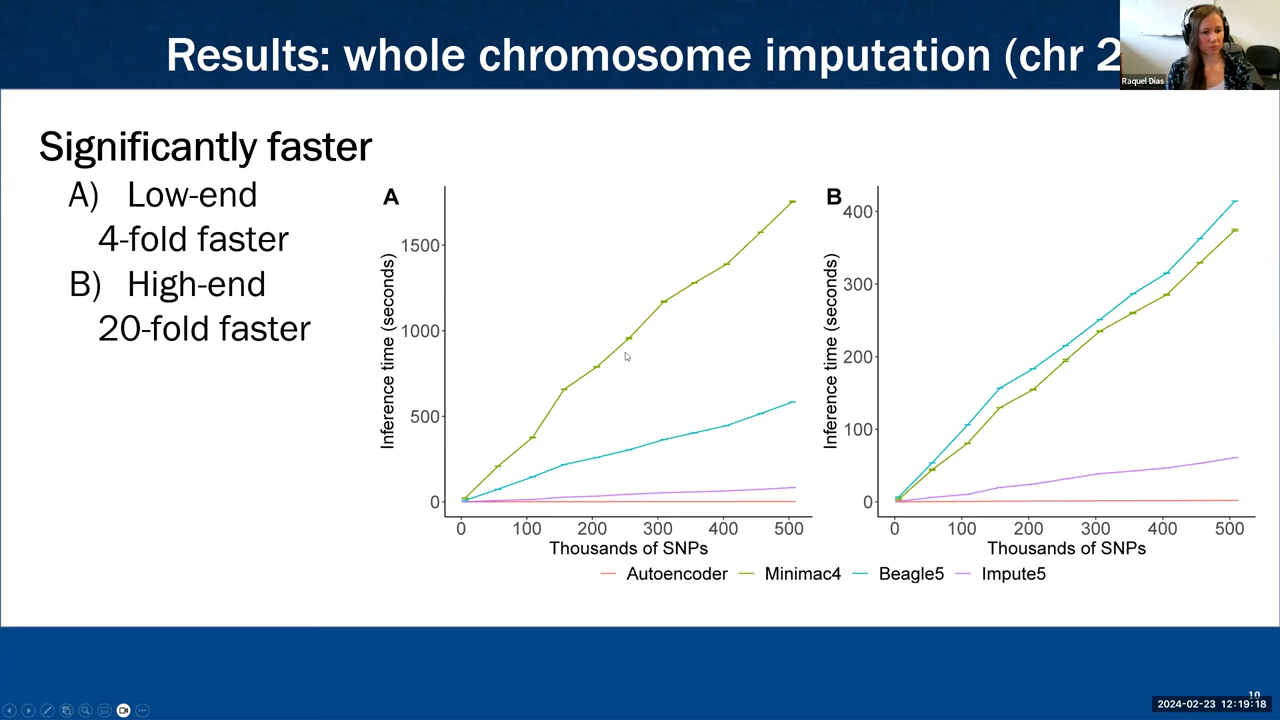 Results: whole chromosome imputation (chr 2
Raquel Dias
Significantly faster
A) Low-end
4-fold faster
B) High-end
20-fold faster
A
Inference time (seconds)
1500
1000
500
0
0 100 200 300 400 500
Thousands of SNPs
B
Inference time (seconds)
400
300
200
100
0
0 100 200 300 400 500
Thousands of SNPs
Autoencoder Minimac4 Beagle5 Impute5
10
2024-02-23 12:19:18